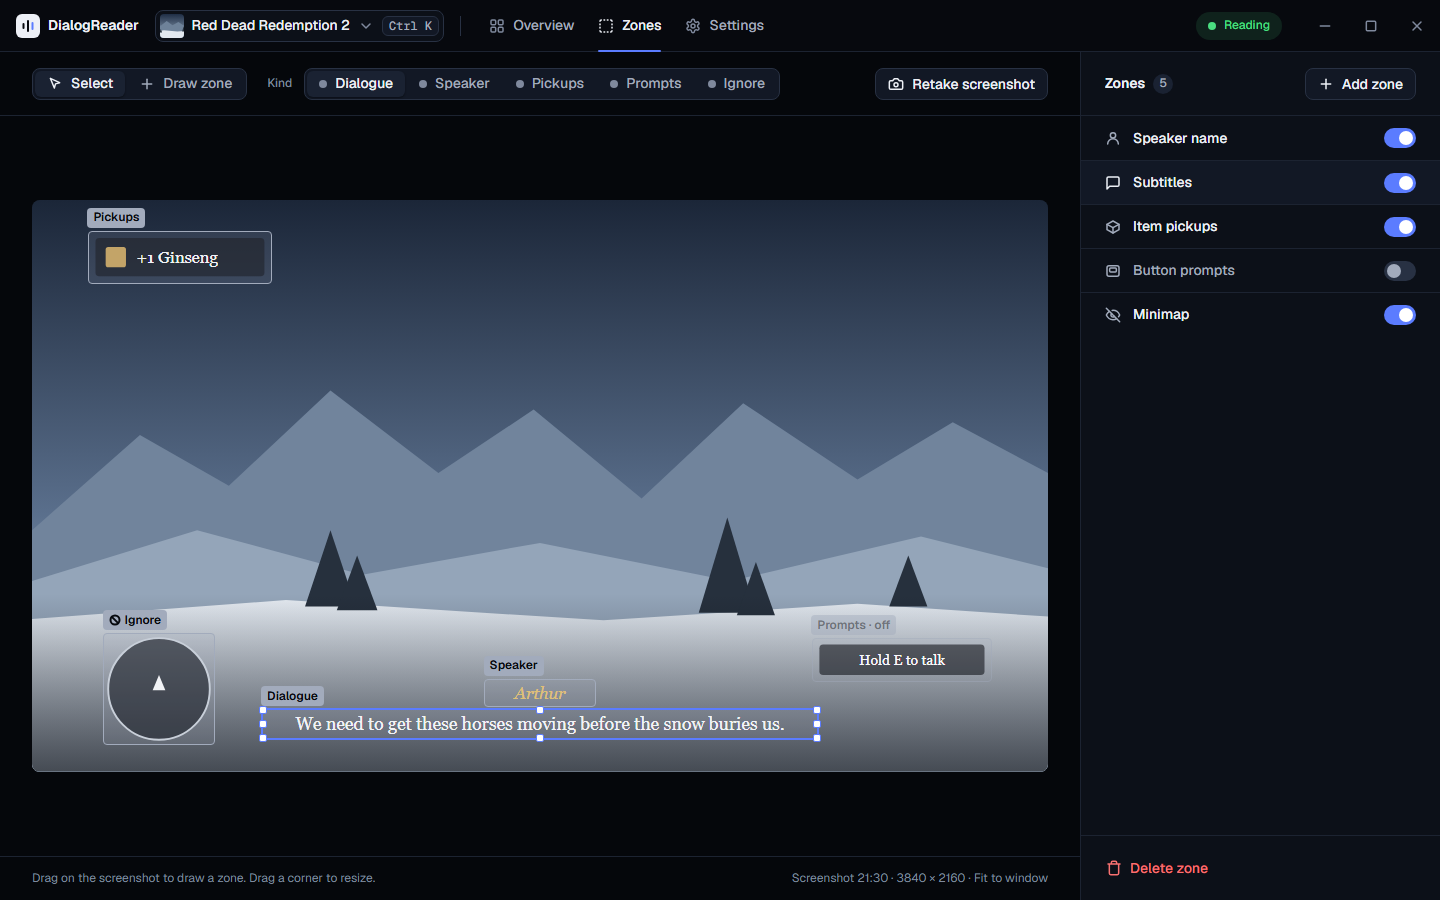 DialogReader
Red Dead Redemption 2
Ctrl K
Overview
Zones
Settings
Reading
Select
Draw zone
Kind
Dialogue
Speaker
Pickups
Prompts
Ignore
Retake screenshot
Zones 5
Add zone
Speaker name
Subtitles
Item pickups
Button prompts
Minimap
Pickups
+1 Ginseng
Ignore
Prompts · off
Hold E to talk
Speaker
Arthur
Dialogue
We need to get these horses moving before the snow buries us.
Delete zone
Drag on the screenshot to draw a zone. Drag a corner to resize.
Screenshot 21:30 · 3840 × 2160 · Fit to window